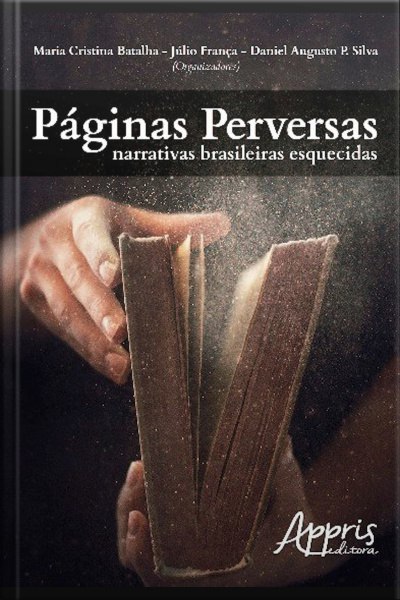 Maria Cristina Batalha - Júlio França - Daniel Augusto P. Silva
(Organizadores)
Páginas Perversas
narrativas brasileiras esquecidas
Appris
editora